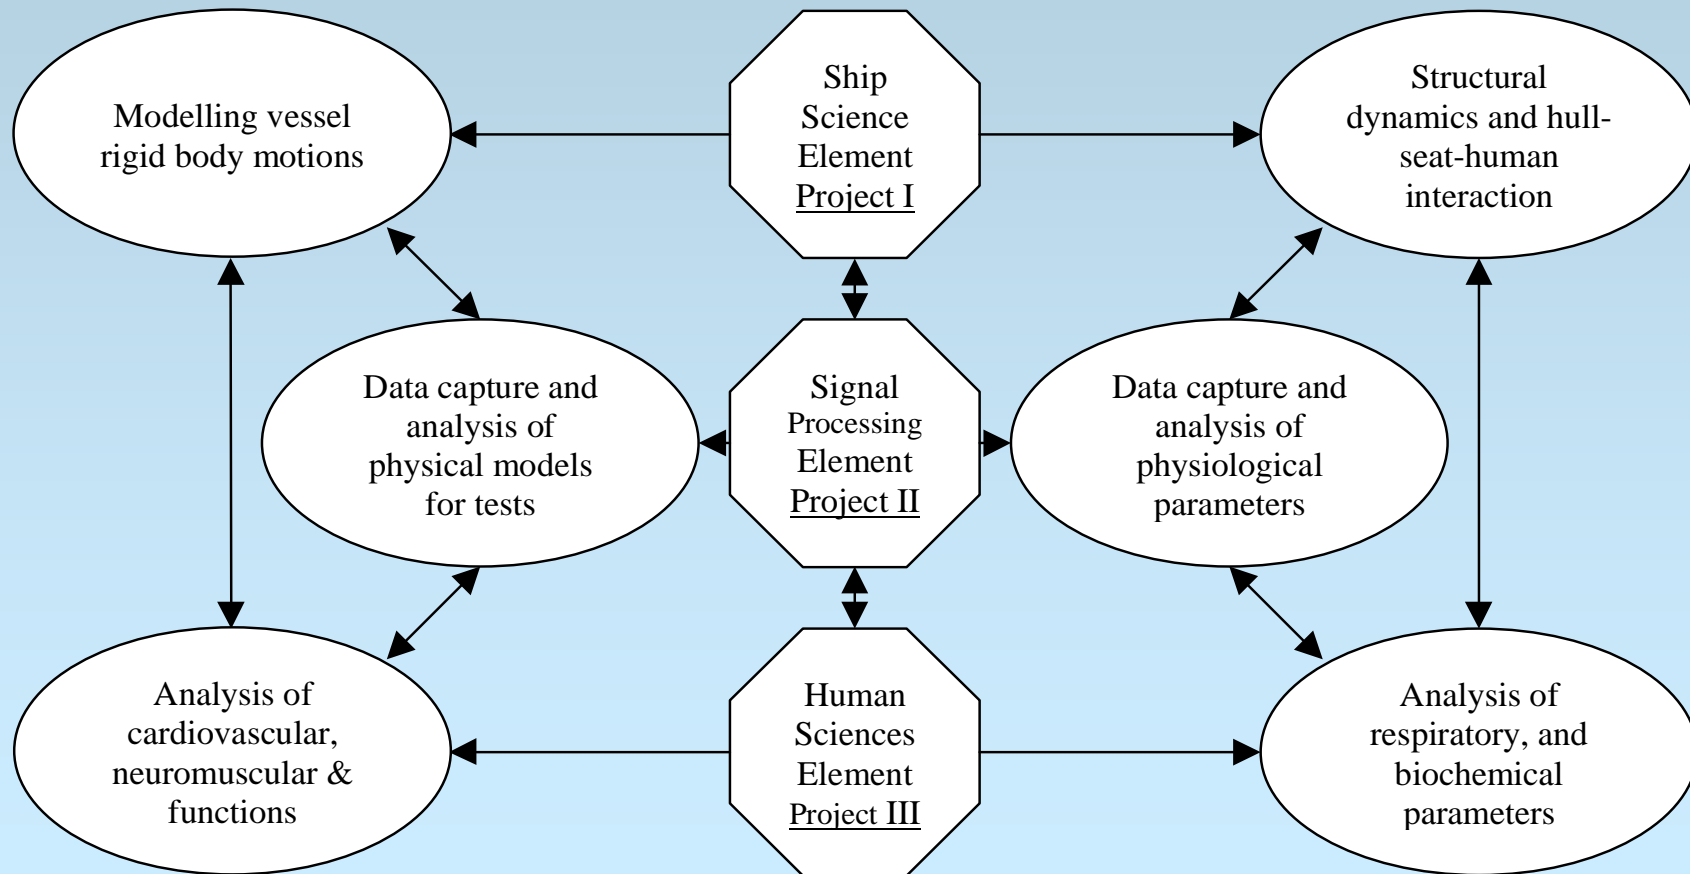 Modelling vessel
rigid body motions
Ship
Science
Element
Project I
Structural
dynamics and hull-
seat-human
interaction
Data capture and
analysis of
physical models
for tests
Signal
Processing
Element
Project II
Data capture and
analysis of
physiological
parameters
Analysis of
cardiovascular,
neuromuscular &
functions
Human
Sciences
Element
Project III
Analysis of
respiratory, and
biochemical
parameters